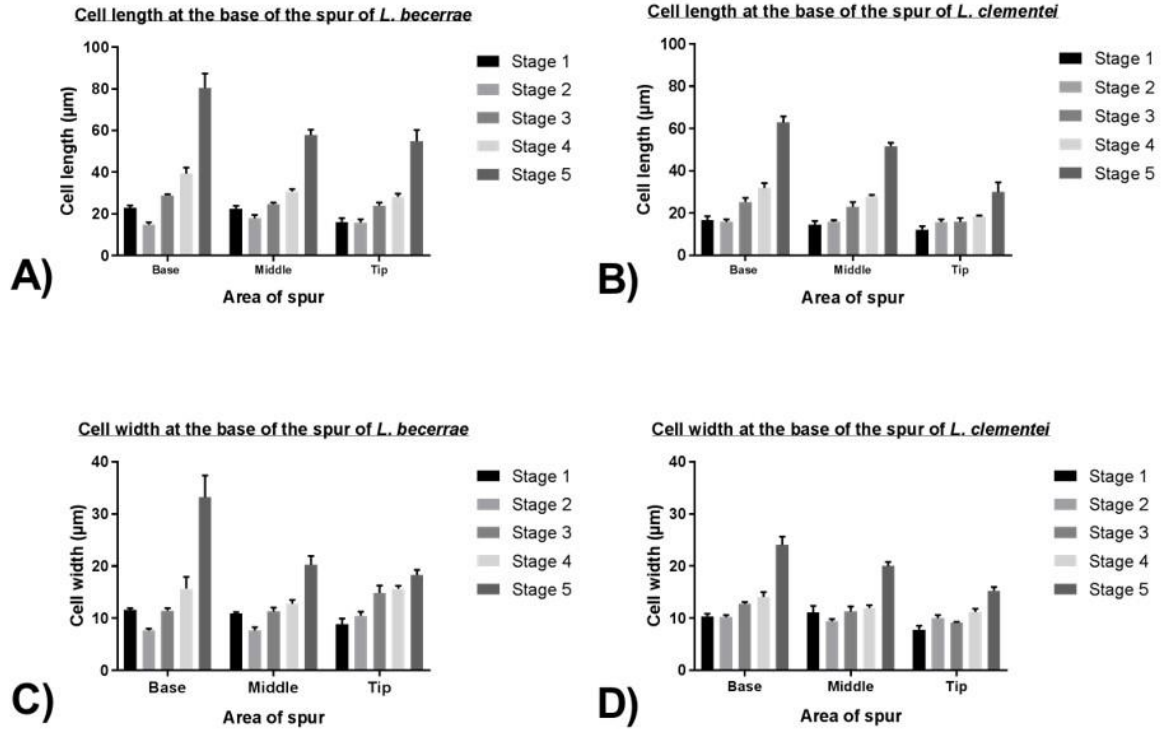 Cell length at the base of the spur of L. becerrae
Cell length (µm)
100
80
60
40
20
0
Base Middle Tip
Area of spur
Stage 1
Stage 2
Stage 3
Stage 4
Stage 5
A)
Cell length at the base of the spur of L. clementei
Cell length (µm)
100
80
60
40
20
0
Base Middle Tip
Area of spur
Stage 1
Stage 2
Stage 3
Stage 4
Stage 5
B)
Cell width at the base of the spur of L. becerrae
Cell width (µm)
40
30
20
10
0
Base Middle Tip
Area of spur
Stage 1
Stage 2
Stage 3
Stage 4
Stage 5
C)
Cell width at the base of the spur of L. clementei
Cell width (µm)
40
30
20
10
0
Base Middle Tip
Area of spur
Stage 1
Stage 2
Stage 3
Stage 4
Stage 5
D)